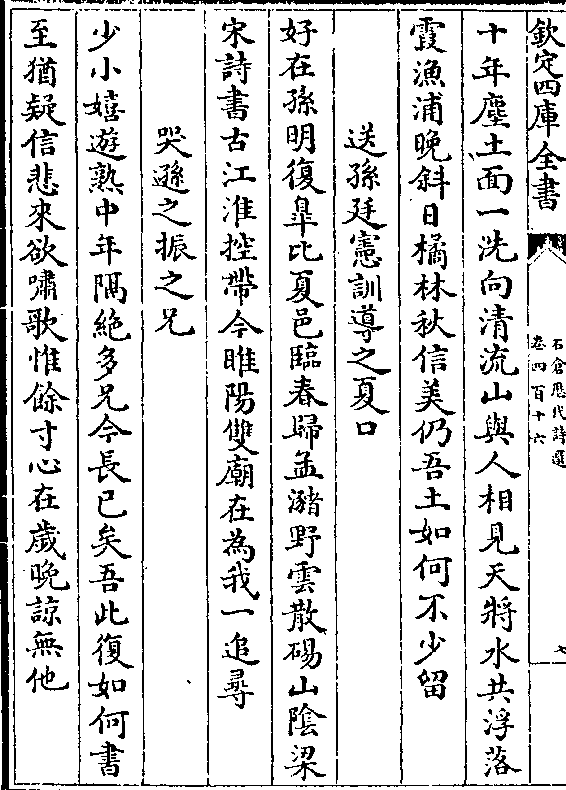 欽定四庫全書
石倉歷代詩選
卷四百十六
七
十年塵土面一洗向清流山與人相見天將水共浮落
霞漁浦晚斜日橘林秋信美仍吾土如何不少留
送孫廷憲訓導之夏口
好在孫明復臯比夏邑臨春歸孟瀦野雲散碭山陰梁
宋詩書古江淮控帶今睢陽雙廟在為我一追尋
哭遜之振之兄
少小嬉遊熟中年隔絶多兄今長已矣吾此復如何書
至猶疑信悲來欲嘯歌惟餘寸心在歲晚諒無他